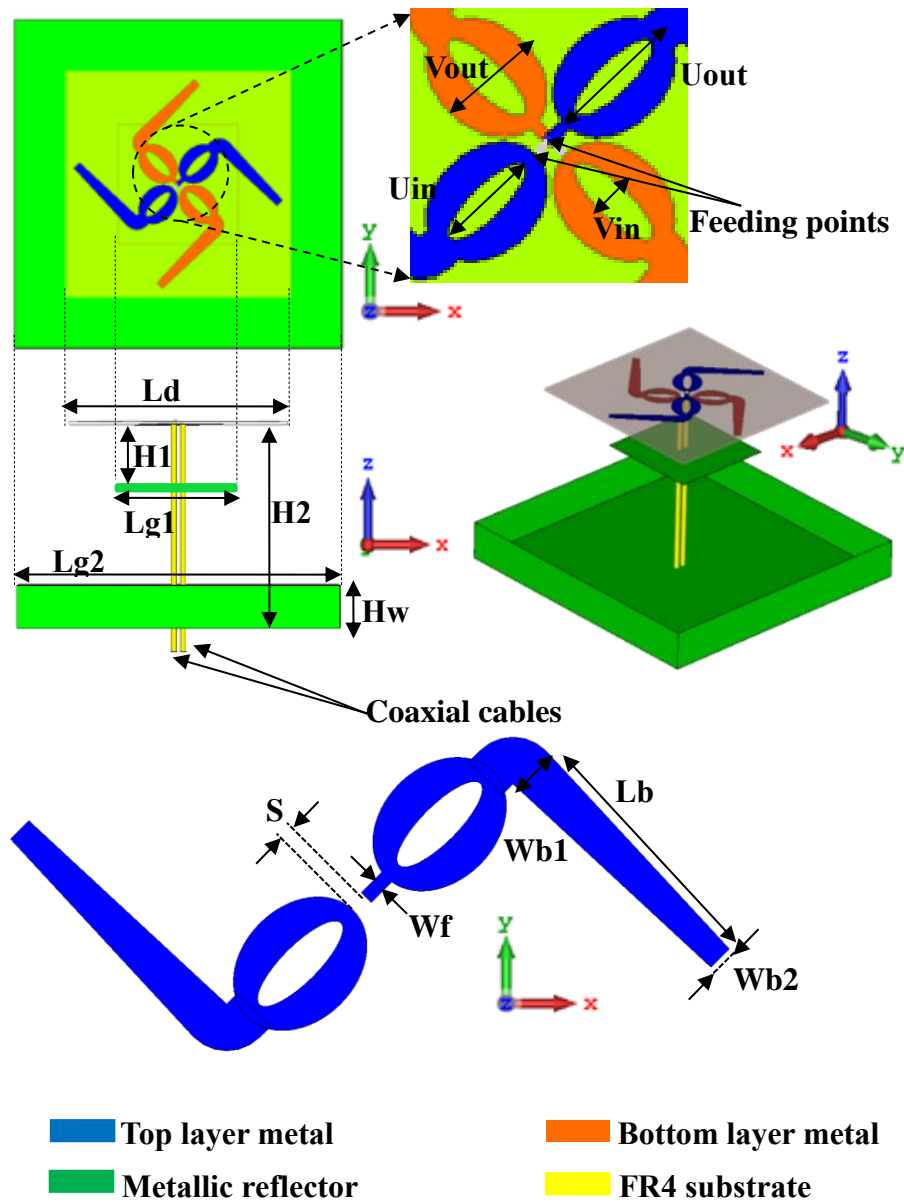 Vout
Uout
Uin
Vin
Feeding points
y
z
x
Ld
H1
Lg1
H2
Lg2
Hw
z
x
z
x
y
Coaxial cables
S
Wf
Wb1
Lb
Wb2
y
z
x
Top layer metal
Bottom layer metal
Metallic reflector
FR4 substrate